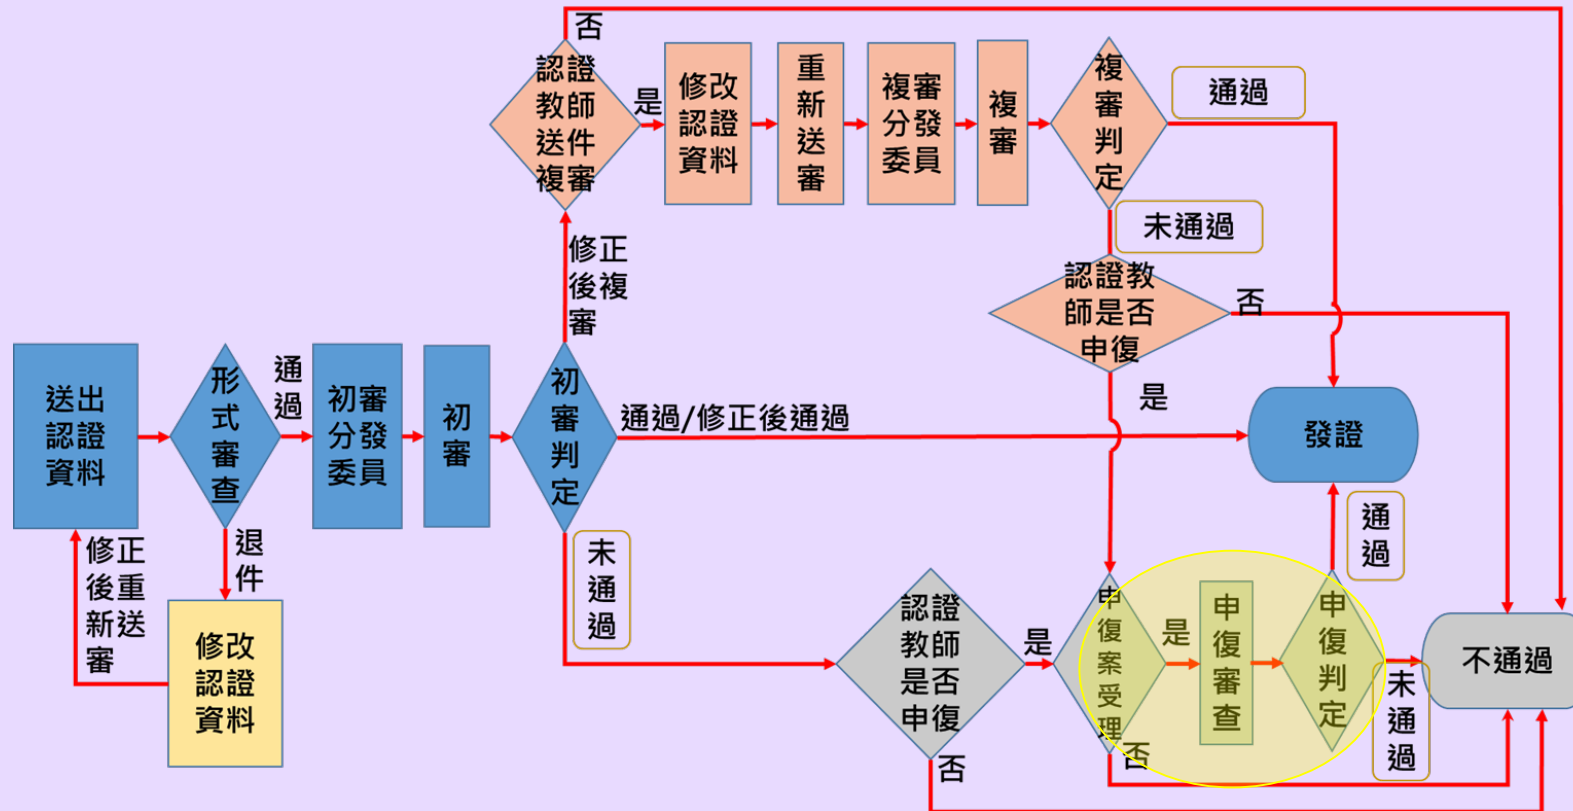 否
認證
教師
送件
複審
是
修改
認證
資料
重
新
送
審
複審
分發
委員
複
審
複
審
判
定
通過
未通過
修正
後複
審
認證教
師是否
申復
否
是
送出
認證
資料
形
式
審
查
通
過
初審
分發
委員
初
審
初
審
判
定
通過/修正後通過
發證
退
件
修正
後重
新送
審
修改
認證
資料
未
通
過
認證
教師
是否
申復
是
否
申
復
案
受
理
是
否
申
復
審
查
申
復
判
定
通
過
未
通
過
不通過